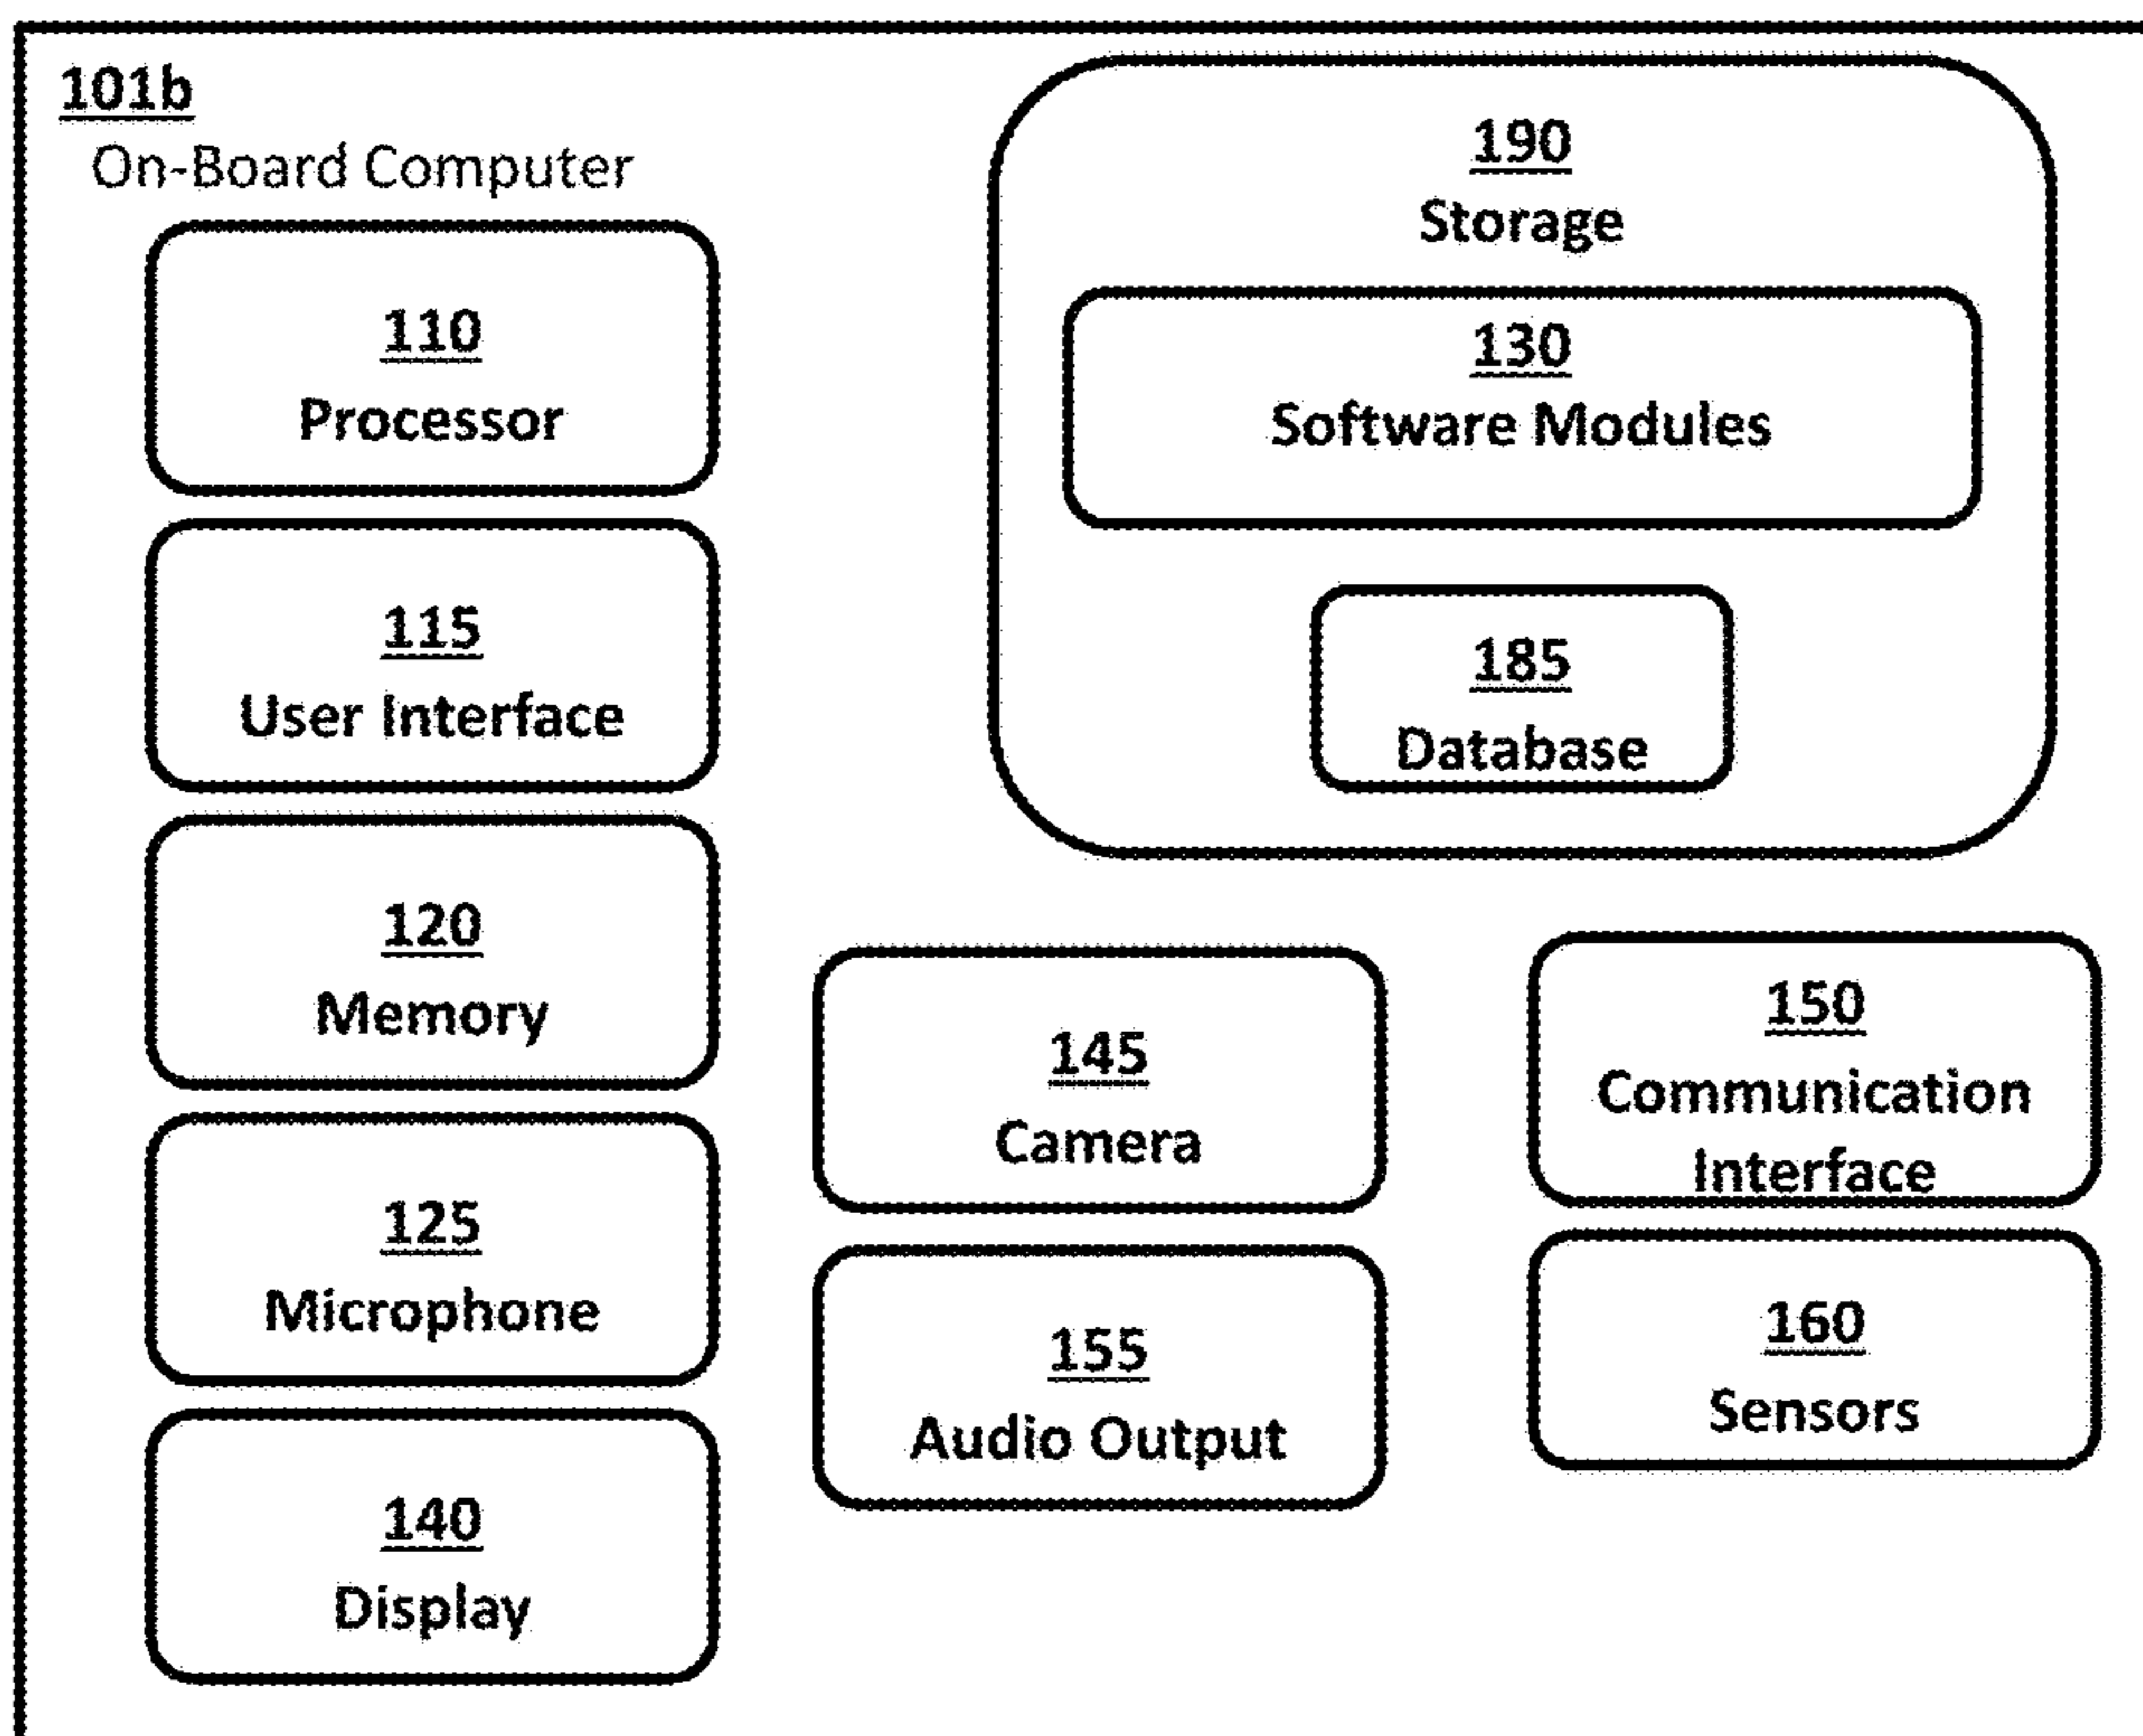 101b
On-Board Computer
110
Processor
115
User Interface
120
Memory
125
Microphone
140
Display
190
Storage
130
Software Modules
185
Database
145
Camera
155
Audio Output
150
Communication
Interface
160
Sensors